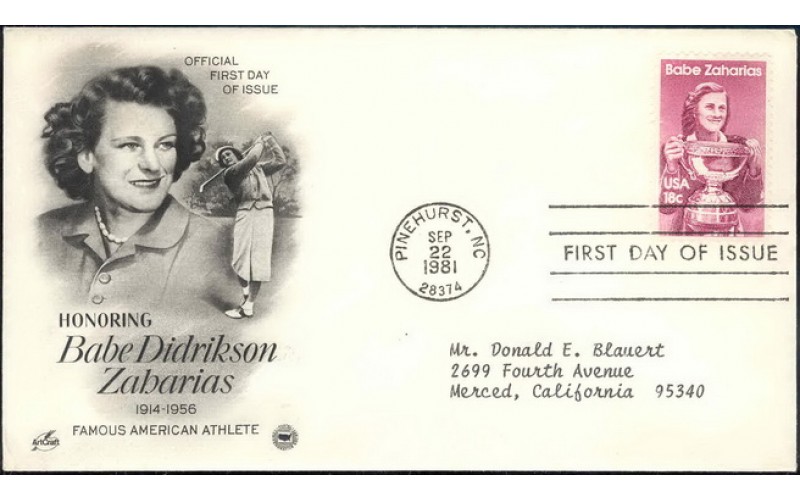 OFFICIAL
FIRST DAY
OF ISSUE
HONORING
Babe Didrikson
Zaharias
1914-1956
FAMOUS AMERICAN ATHLETE
ArtCraft
PINEHURST, NC
SEP
22
1981
28374
Babe Zaharias
USA
18c
FIRST DAY OF ISSUE
Mr. Donald E. Blauert
2699 Fourth Avenue
Merced, California 95340